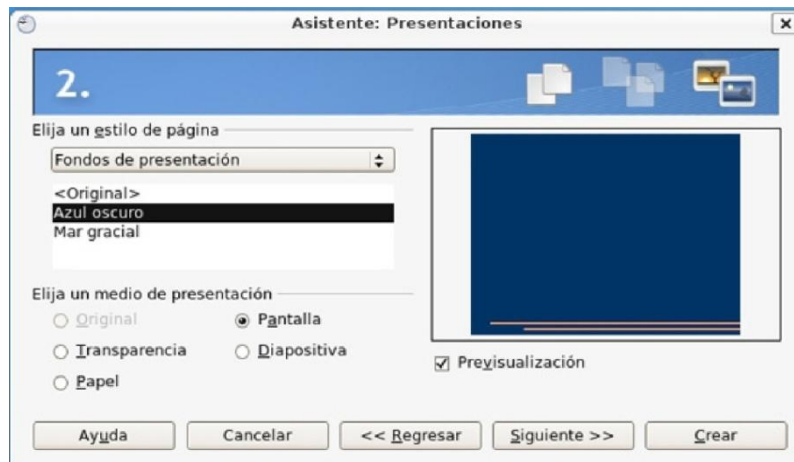 Asistente: Presentaciones
2.
Elija un estilo de página
Fondos de presentación
<Original>
Azul oscuro
Mar gracial
Elija un medio de presentación
Original
Pantalla
Transparencia
Diapositiva
Papel
Previsualización
Ayuda
Cancelar
<< Regresar
Siguiente >>
Crear